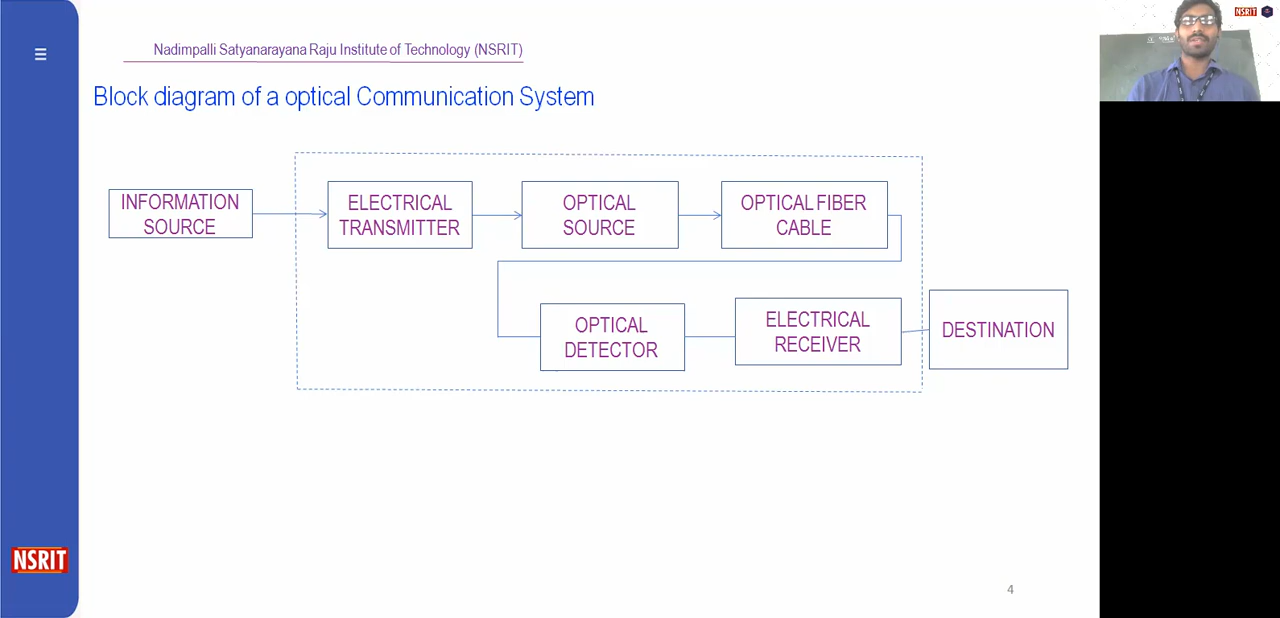 Nadimpalli Satyanarayana Raju Institute of Technology (NSRIT)
Block diagram of a optical Communication System
INFORMATION
SOURCE
ELECTRICAL
TRANSMITTER
OPTICAL
SOURCE
OPTICAL FIBER
CABLE
OPTICAL
DETECTOR
ELECTRICAL
RECEIVER
DESTINATION
NSRIT
4
NSRIT